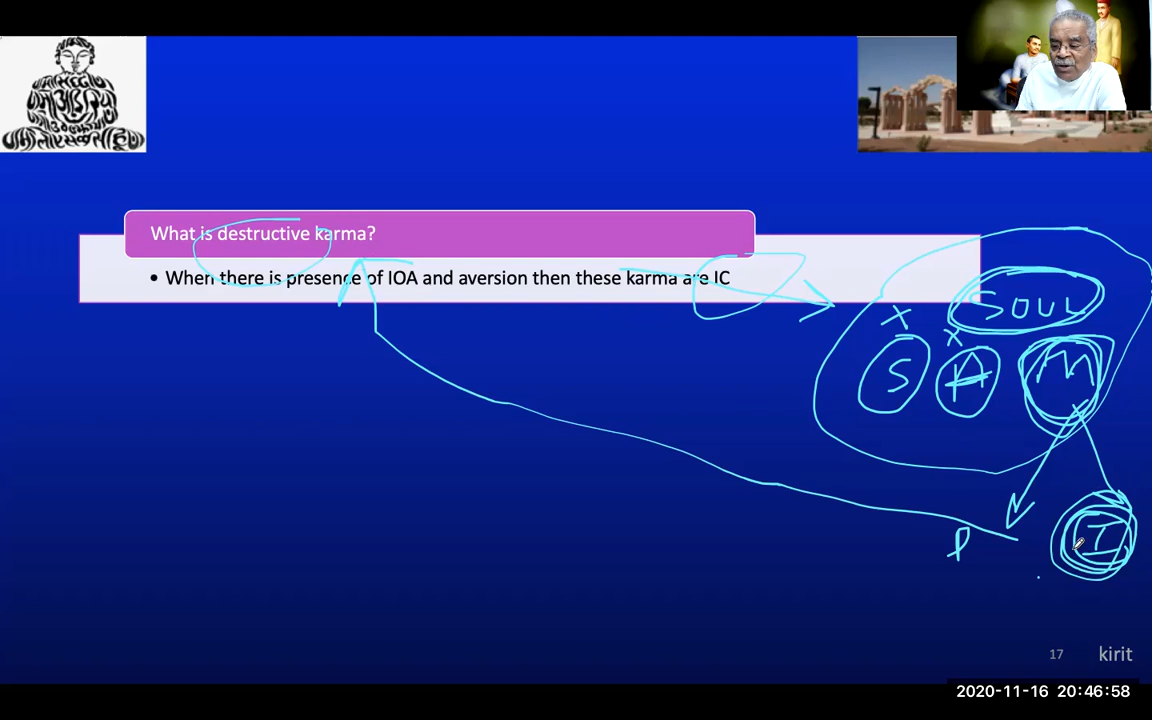 What is destructive karma?
• When there is presence of IOA and aversion then these karma are IC
SOUL
x x
S A M
P I
17 kirit
2020-11-16 20:46:58